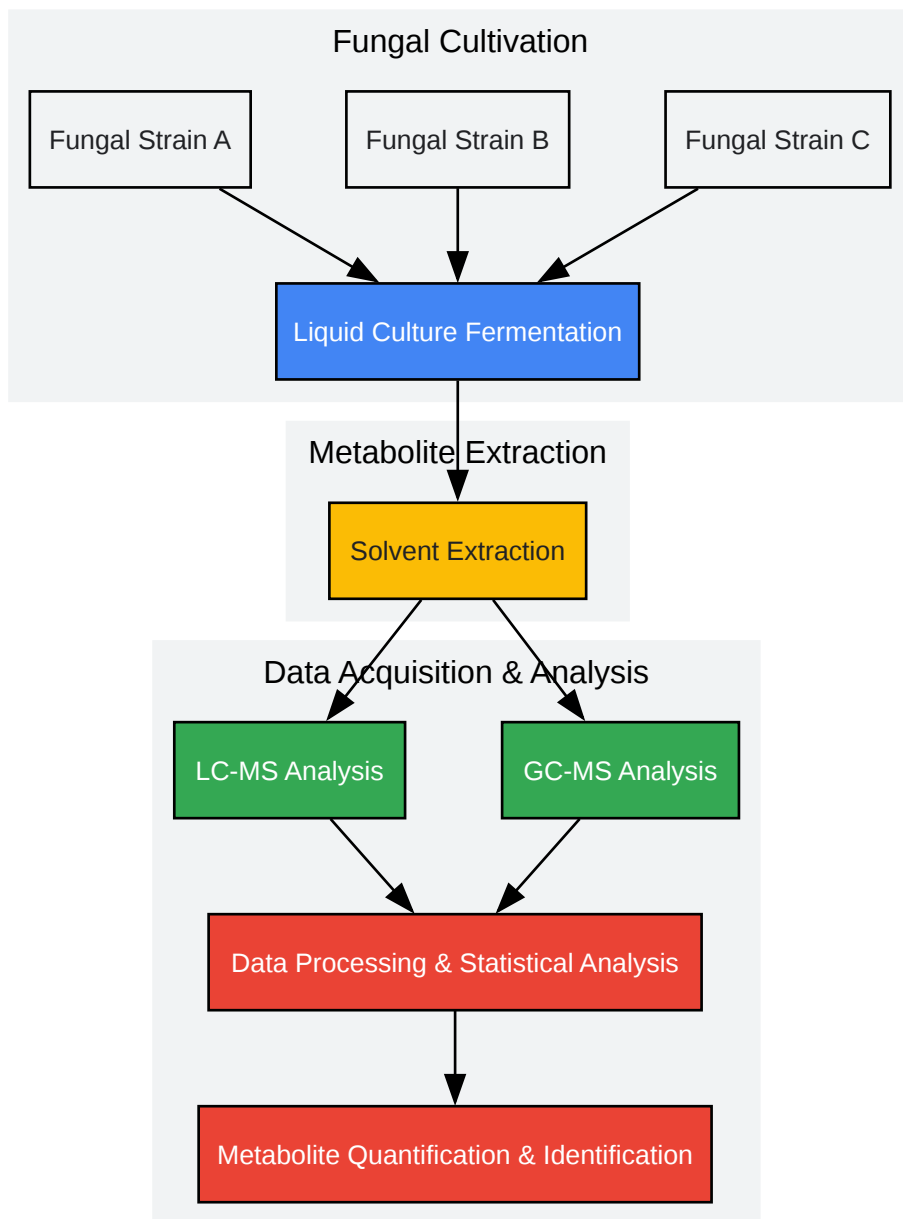 Fungal Cultivation
Fungal Strain A
Fungal Strain B
Fungal Strain C
Liquid Culture Fermentation
Metabolite Extraction
Solvent Extraction
Data Acquisition & Analysis
LC-MS Analysis
GC-MS Analysis
Data Processing & Statistical Analysis
Metabolite Quantification & Identification